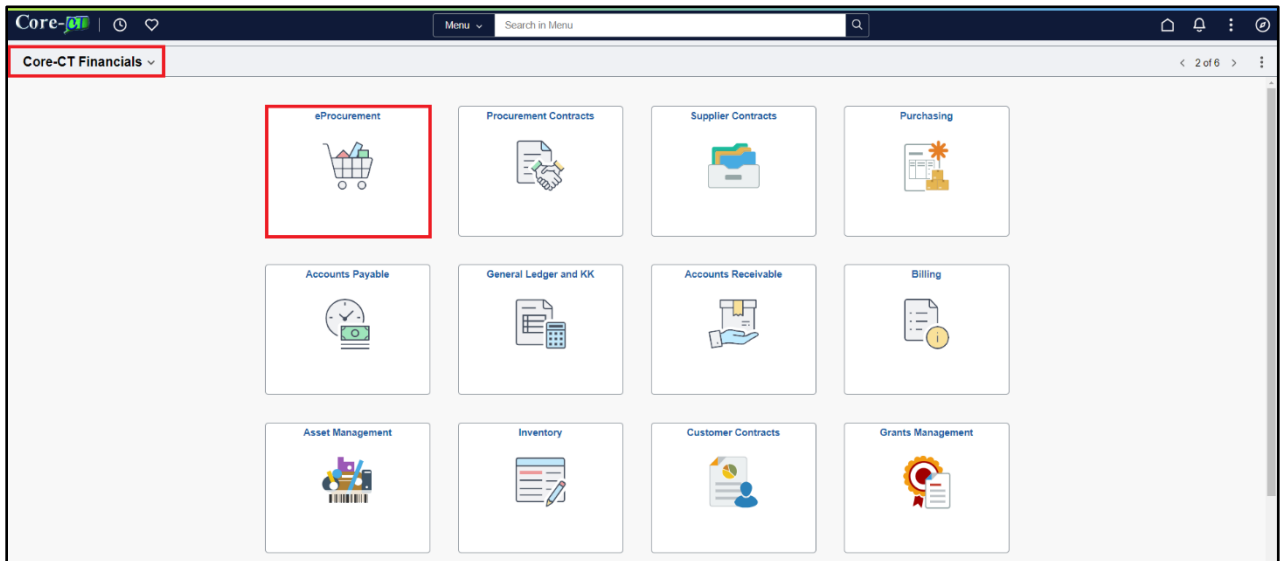 Core-CT
Menu
Search in Menu
Core-CT Financials
2 of 6
eProcurement
Procurement Contracts
Supplier Contracts
Purchasing
Accounts Payable
General Ledger and KK
Accounts Receivable
Billing
Asset Management
Inventory
Customer Contracts
Grants Management